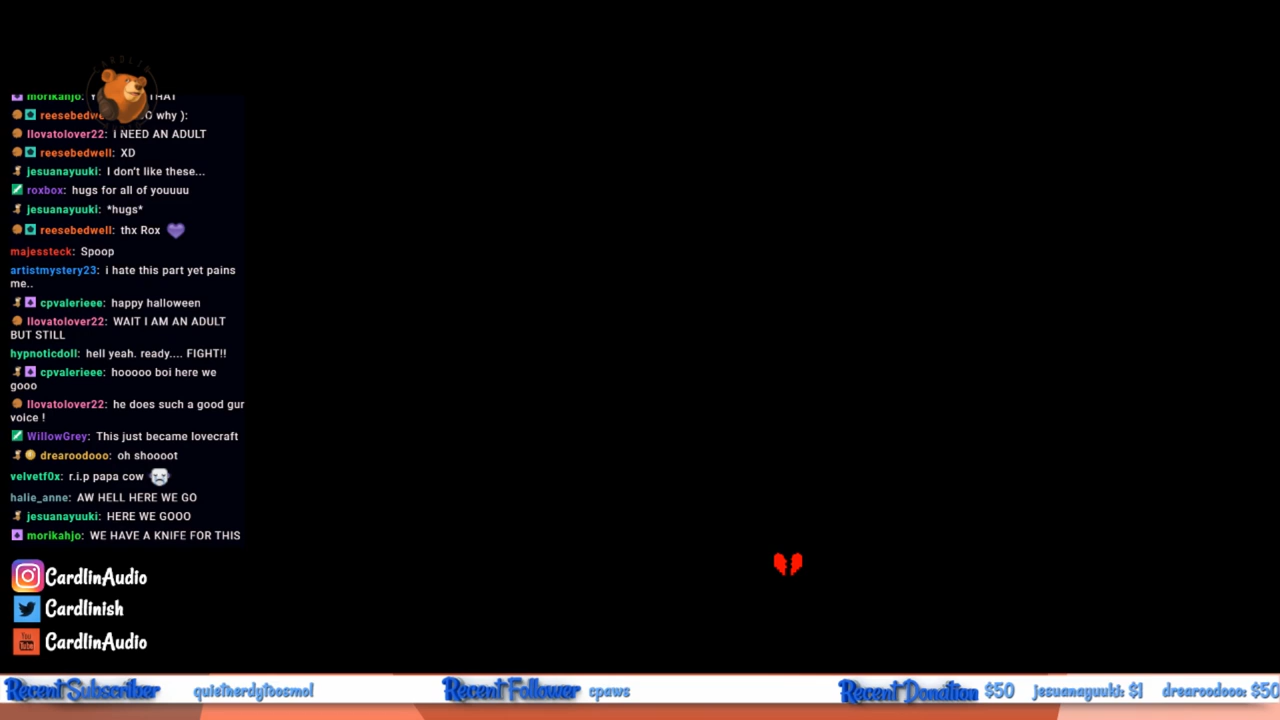 CARDLIN
morikahjo: THAT
reesebedwe why ):
llovatolover22: I NEED AN ADULT
reesebedwell: XD
jesuanayuuki: I don't like these...
roxbox: hugs for all of youuuu
jesuanayuuki: *hugs*
reesebedwell: thx Rox
majessteck: Spoop
artistmystery23: i hate this part yet pains
me..
cpvalerieee: happy halloween
llovatolover22: WAIT I AM AN ADULT
BUT STILL
hypnoticdoll: hell yeah. ready.... FIGHT!!
cpvalerieee: hooooo boi here we
gooo
llovatolover22: he does such a good gur
voice !
WillowGrey: This just became lovecraft
drearoodooo: oh shoooot
velvetf0x: r.i.p papa cow
halie_anne: AW HELL HERE WE GO
jesuanayuuki: HERE WE GOOO
morikahjo: WE HAVE A KNIFE FOR THIS
CardlinAudio
Cardlinish
You Tube CardlinAudio
Recent Subscriber quietnerdytoosmol Recent Follower cpaws Recent Donation $50 jesuanayuuki: $1 drearoodooo: $50